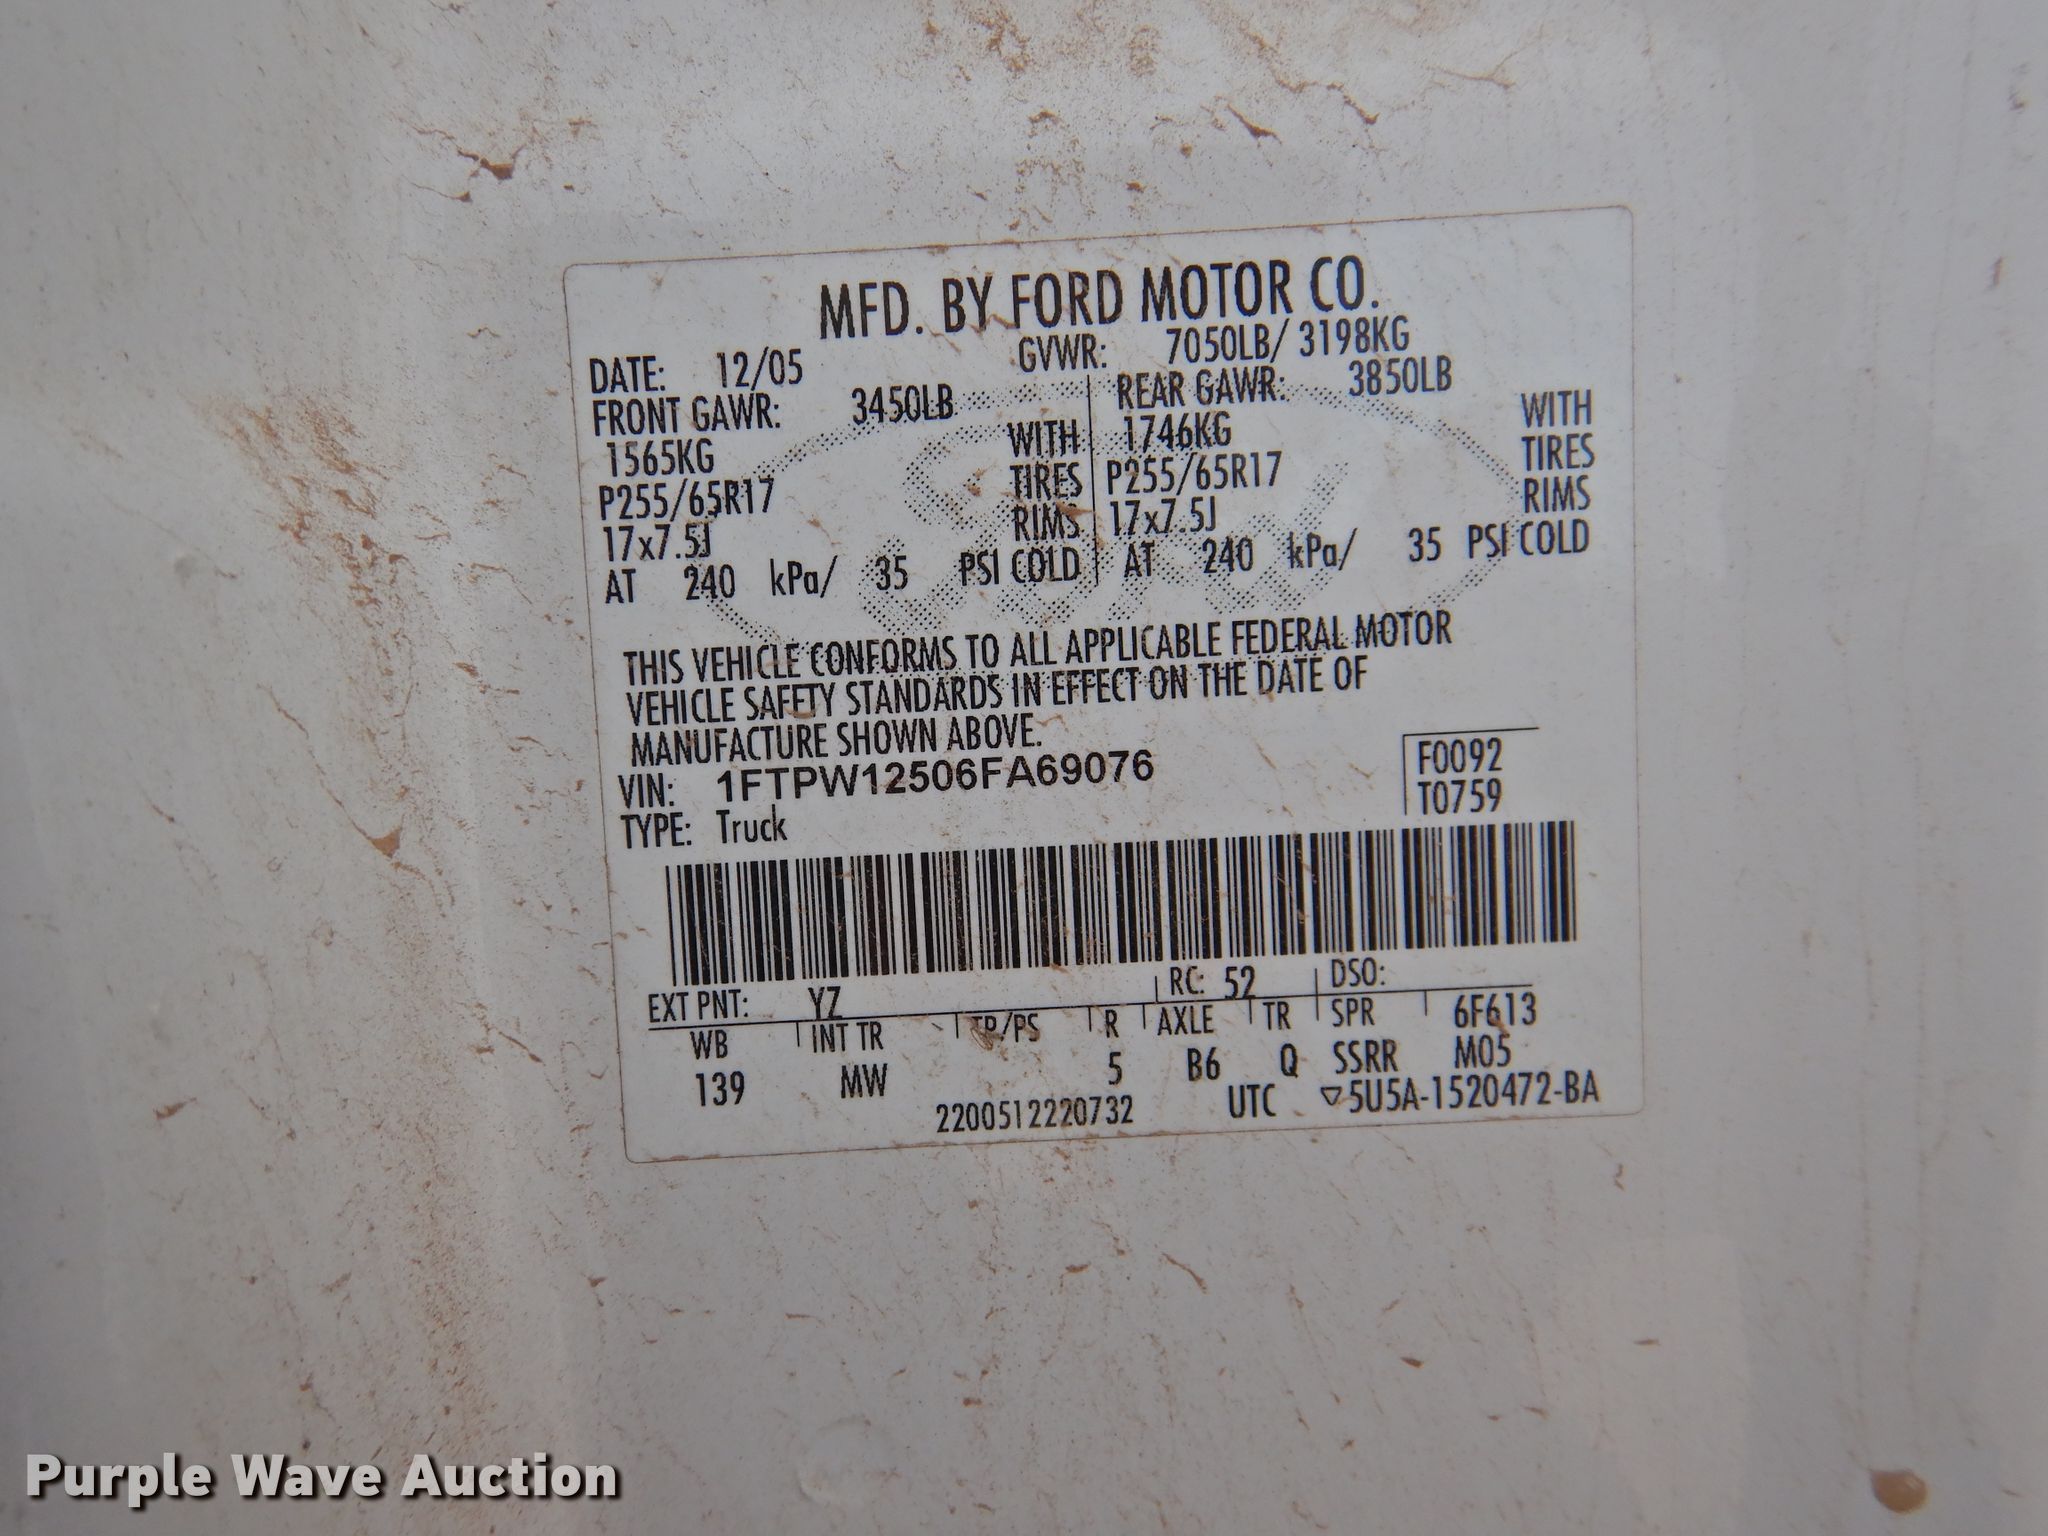 MFD. BY FORD MOTOR CO.
DATE: 12/05 GVWR: 7050LB/ 3198KG
FRONT GAWR: 3450LB REAR GAWR: 3850LB
1565KG WITH 1746KG WITH
P255/65R17 TIRES P255/65R17 TIRES
17x7.5J RIMS 17x7.5J RIMS
AT 240 kPa/ 35 PSI COLD AT 240 kPa/ 35 PSI COLD
THIS VEHICLE CONFORMS TO ALL APPLICABLE FEDERAL MOTOR
VEHICLE SAFETY STANDARDS IN EFFECT ON THE DATE OF
MANUFACTURE SHOWN ABOVE.
VIN: 1FTPW12506FA69076 F0092
TYPE: Truck T0759
EXT PNT: YZ RC: 52 DSO:
WB INT TR TP/PS R AXLE TR SPR 6F613
139 MW 5 B6 Q SSRR M05
2200512220732 UTC ▽5U5A-1520472-BA
Purple Wave Auction